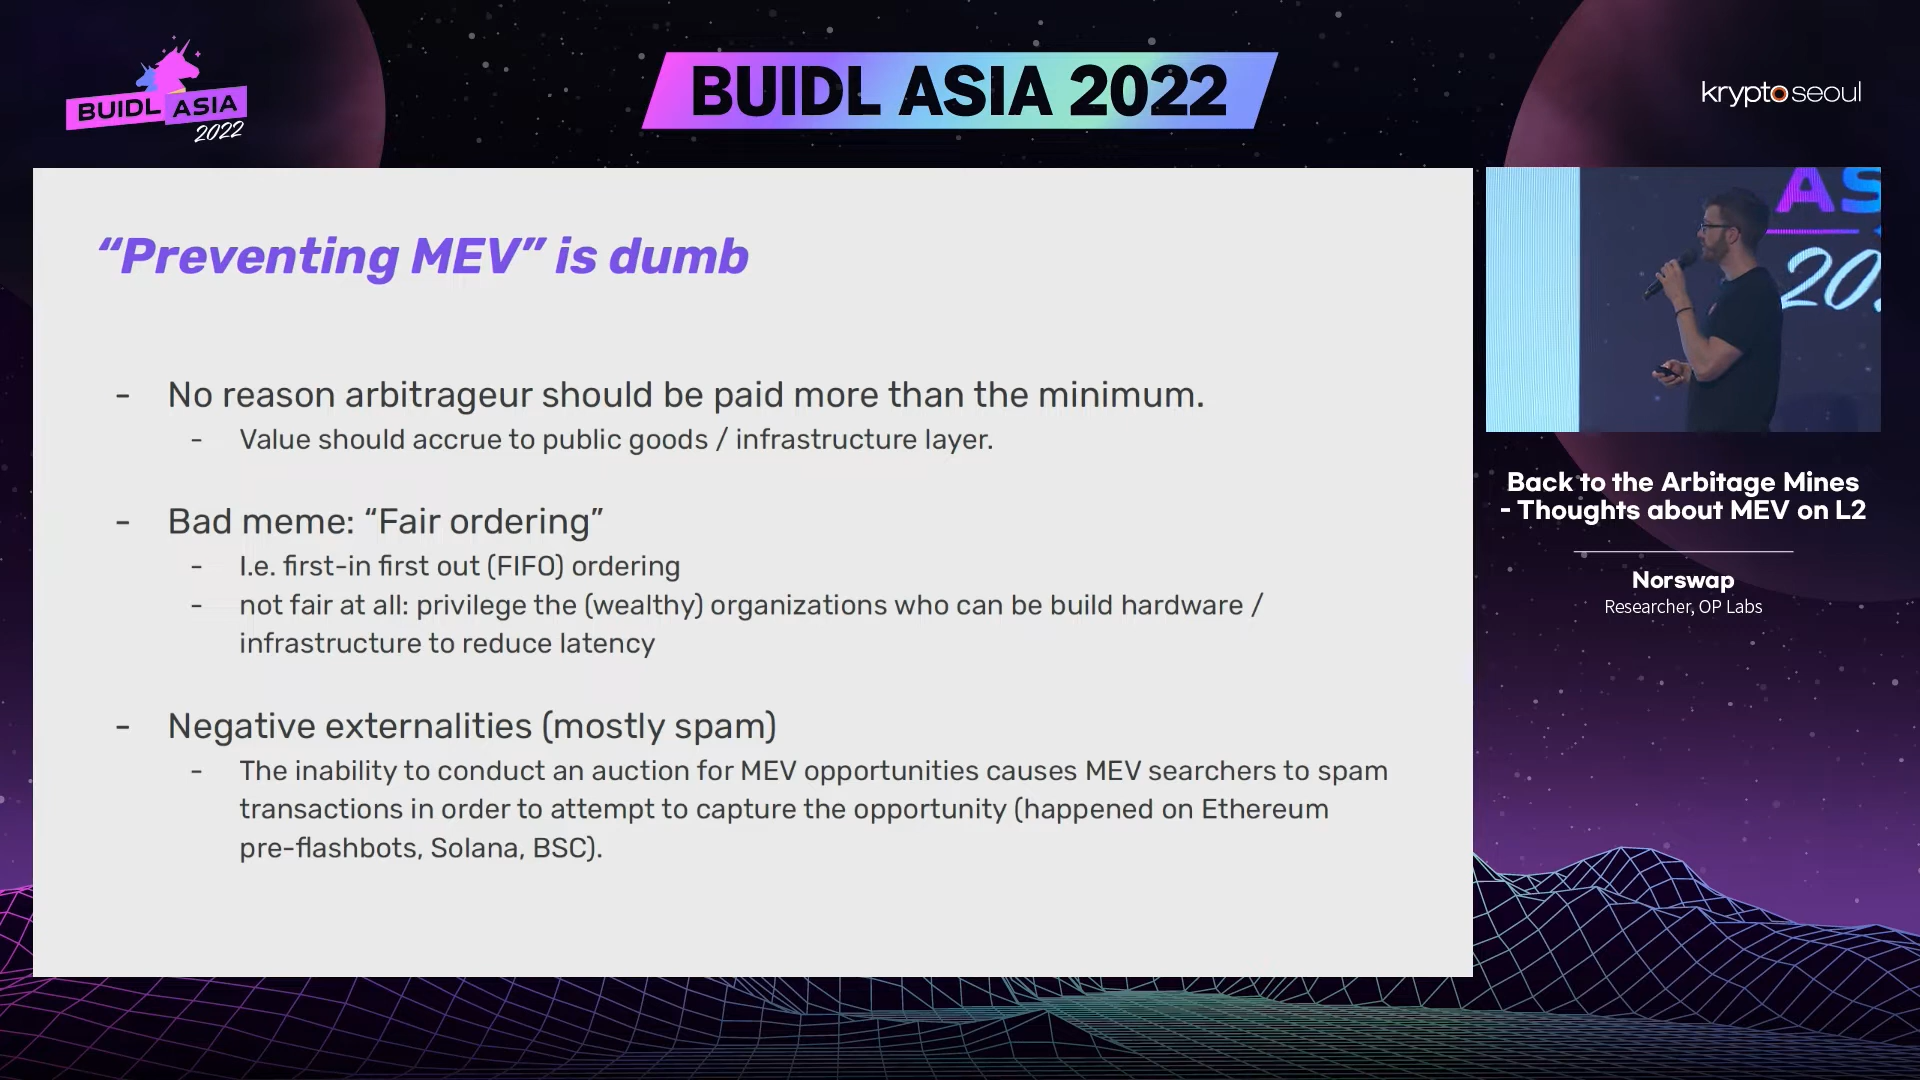 BUIDL ASIA
2022
BUIDL ASIA 2022
kryptoseoul
“Preventing MEV” is dumb
- No reason arbitrageur should be paid more than the minimum.
- Value should accrue to public goods / infrastructure layer.
- Bad meme: “Fair ordering”
- I.e. first-in first out (FIFO) ordering
- not fair at all: privilege the (wealthy) organizations who can be build hardware /
infrastructure to reduce latency
- Negative externalities (mostly spam)
- The inability to conduct an auction for MEV opportunities causes MEV searchers to spam
transactions in order to attempt to capture the opportunity (happened on Ethereum
pre-flashbots, Solana, BSC).
AS
20
Back to the Arbitage Mines
- Thoughts about MEV on L2
Norswap
Researcher, OP Labs